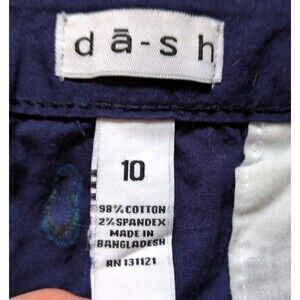 dā-sh
10
98% COTTON
2% SPANDEX
MADE IN
BANGLADESH
RN 131121